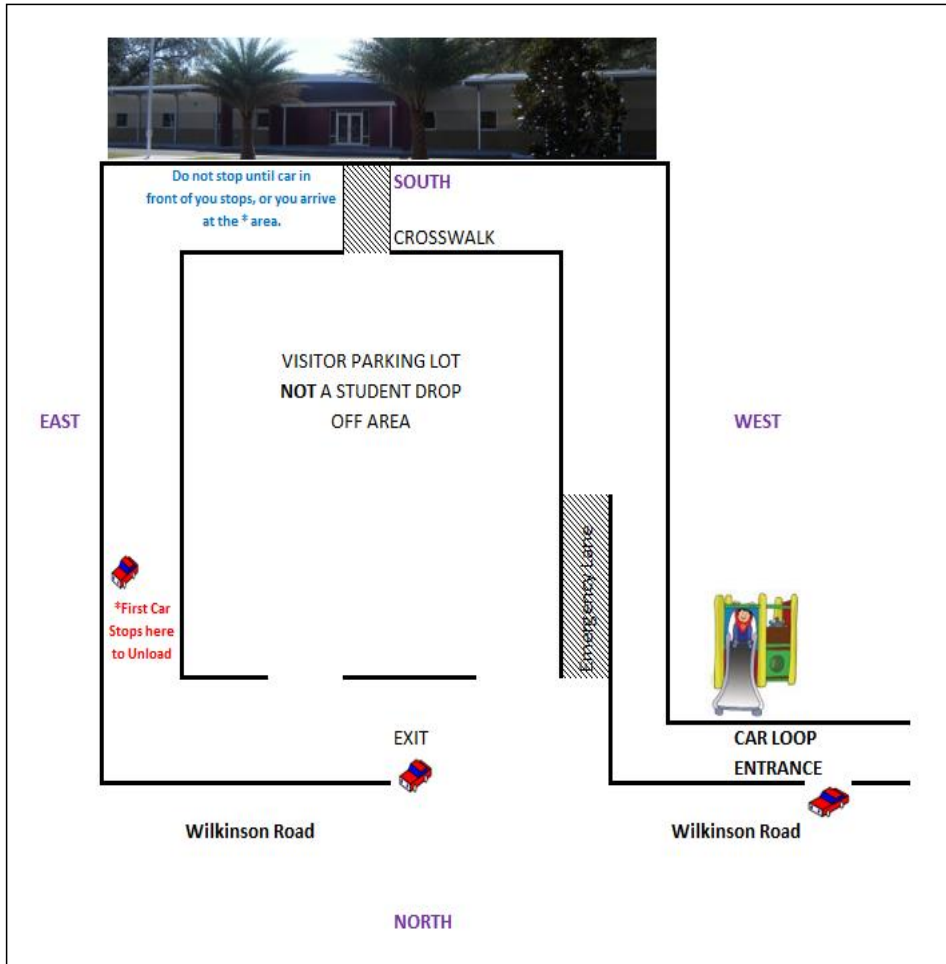 Do not stop until car in
front of you stops, or you arrive
at the * area.
SOUTH
CROSSWALK
VISITOR PARKING LOT
NOT A STUDENT DROP
OFF AREA
EAST
WEST
Emergency Lane
*First Car
Stops here
to Unload
EXIT
CAR LOOP
ENTRANCE
Wilkinson Road
Wilkinson Road
NORTH